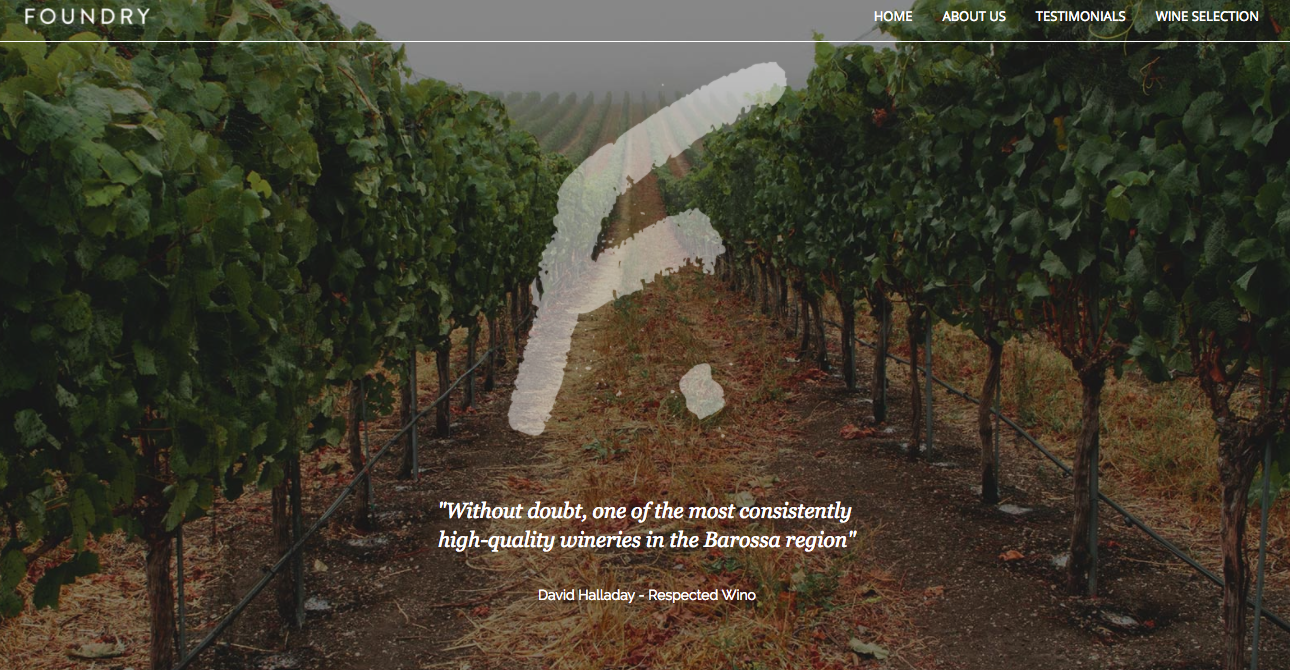 FOUNDRY
HOME ABOUT US TESTIMONIALS WINE SELECTION
"Without doubt, one of the most consistently
high-quality wineries in the Barossa region"
David Halladay - Respected Wino